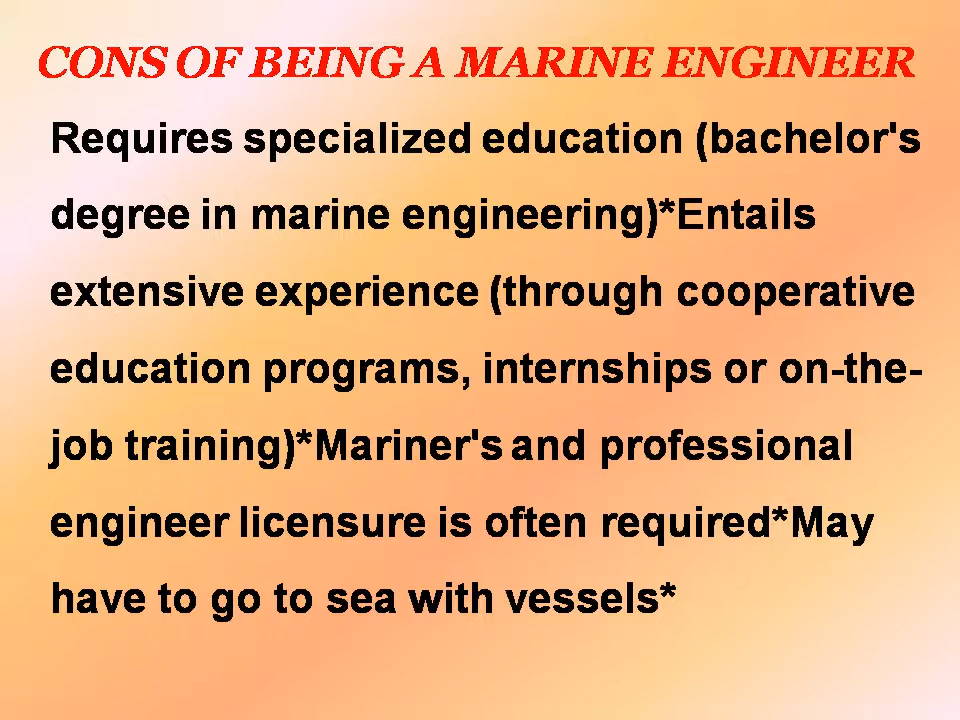 CONS OF BEING A MARINE ENGINEER
Requires specialized education (bachelor's
degree in marine engineering)*Entails
extensive experience (through cooperative
education programs, internships or on-the-
job training)*Mariner's and professional
engineer licensure is often required*May
have to go to sea with vessels*